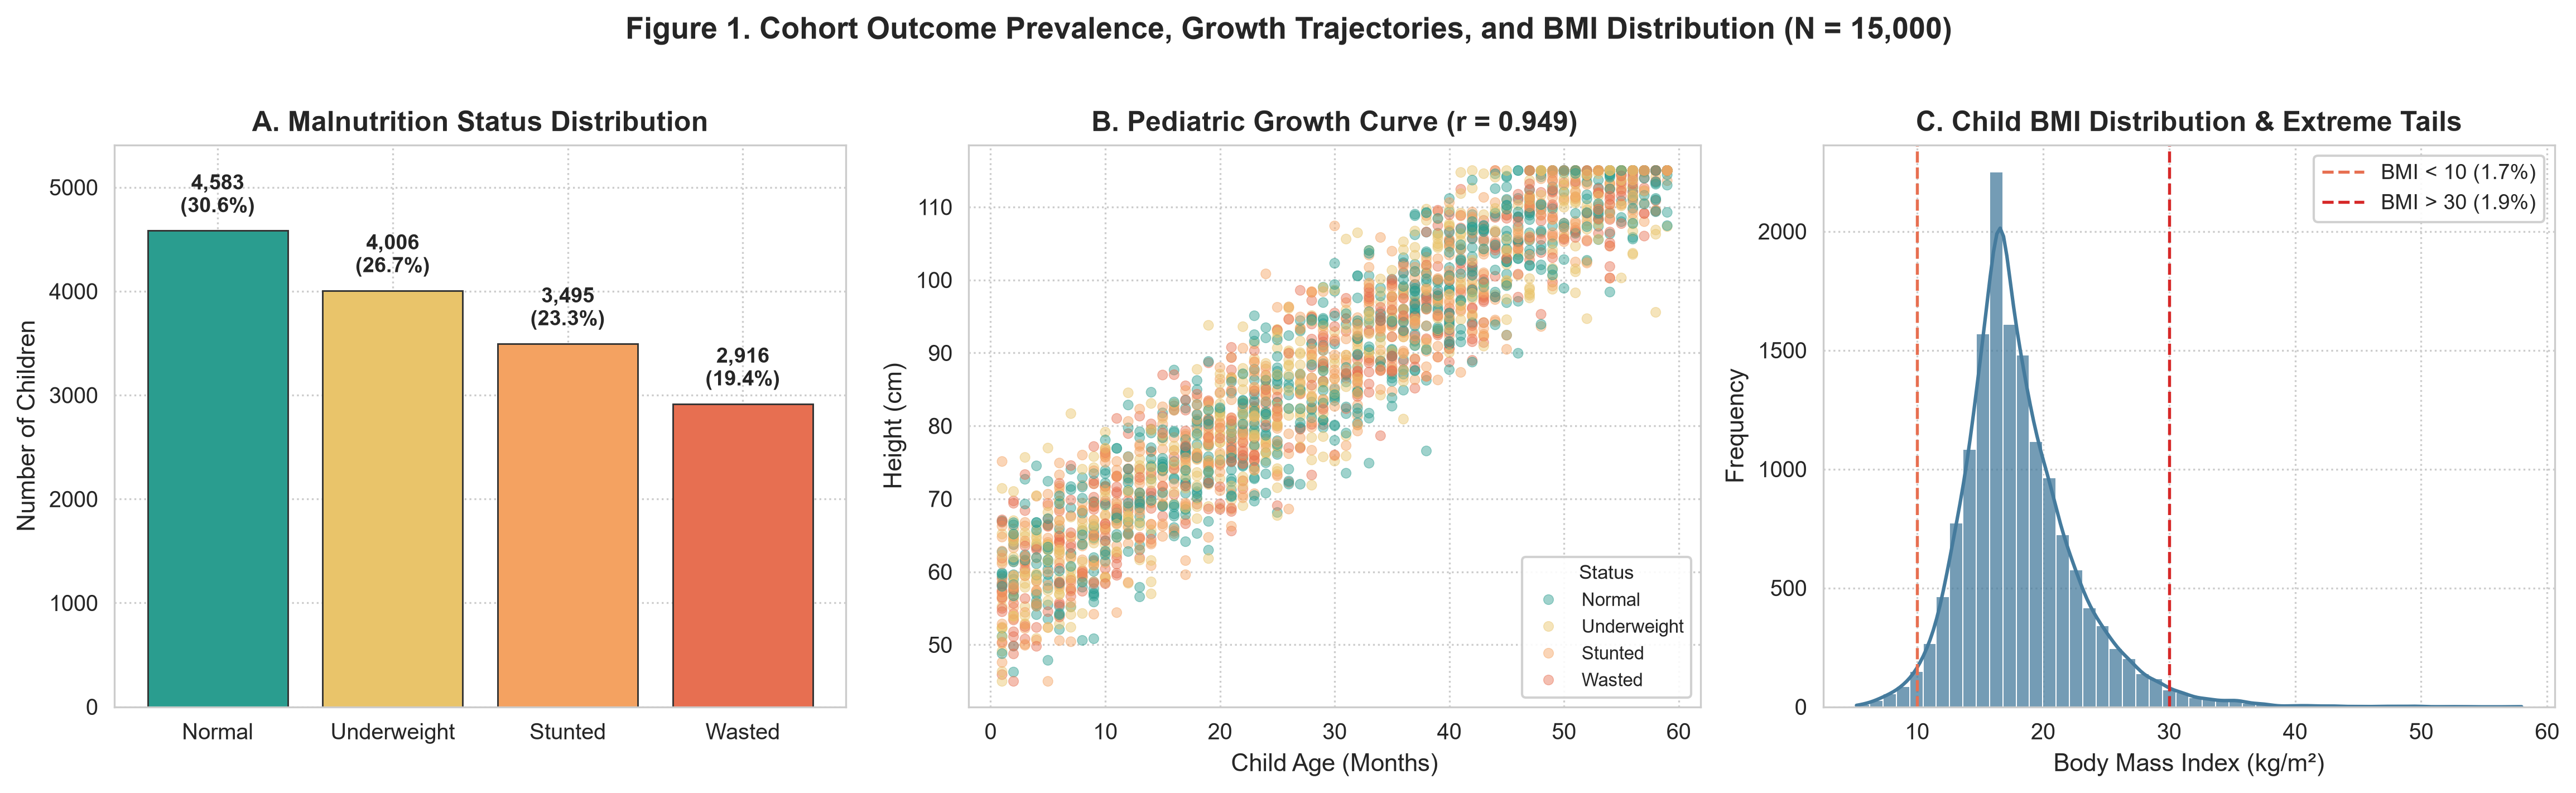 Figure 1. Cohort Outcome Prevalence, Growth Trajectories, and BMI Distribution (N = 15,000)
A. Malnutrition Status Distribution
Number of Children
5000
4000
3000
2000
1000
0
4,583
(30.6%)
4,006
(26.7%)
3,495
(23.3%)
2,916
(19.4%)
Normal
Underweight
Stunted
Wasted
B. Pediatric Growth Curve (r = 0.949)
Height (cm)
110
100
90
80
70
60
50
Status
Normal
Underweight
Stunted
Wasted
0
10
20
30
40
50
60
Child Age (Months)
C. Child BMI Distribution & Extreme Tails
Frequency
2000
1500
1000
500
0
BMI < 10 (1.7%)
BMI > 30 (1.9%)
10
20
30
40
50
60
Body Mass Index (kg/m²)